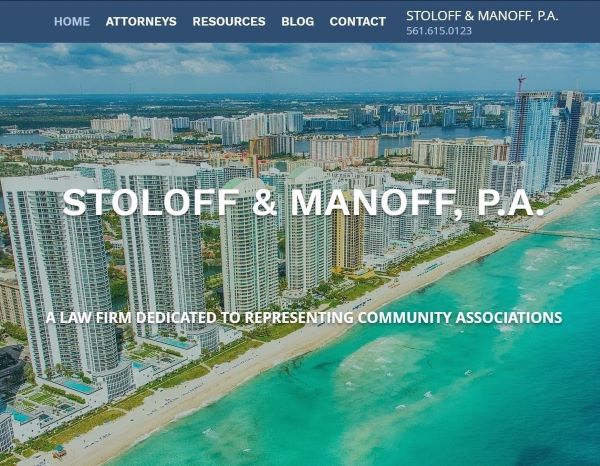 HOME ATTORNEYS RESOURCES BLOG CONTACT STOLOFF & MANOFF, P.A.
561.615.0123
STOLOFF & MANOFF, P.A.
A LAW FIRM DEDICATED TO REPRESENTING COMMUNITY ASSOCIATIONS